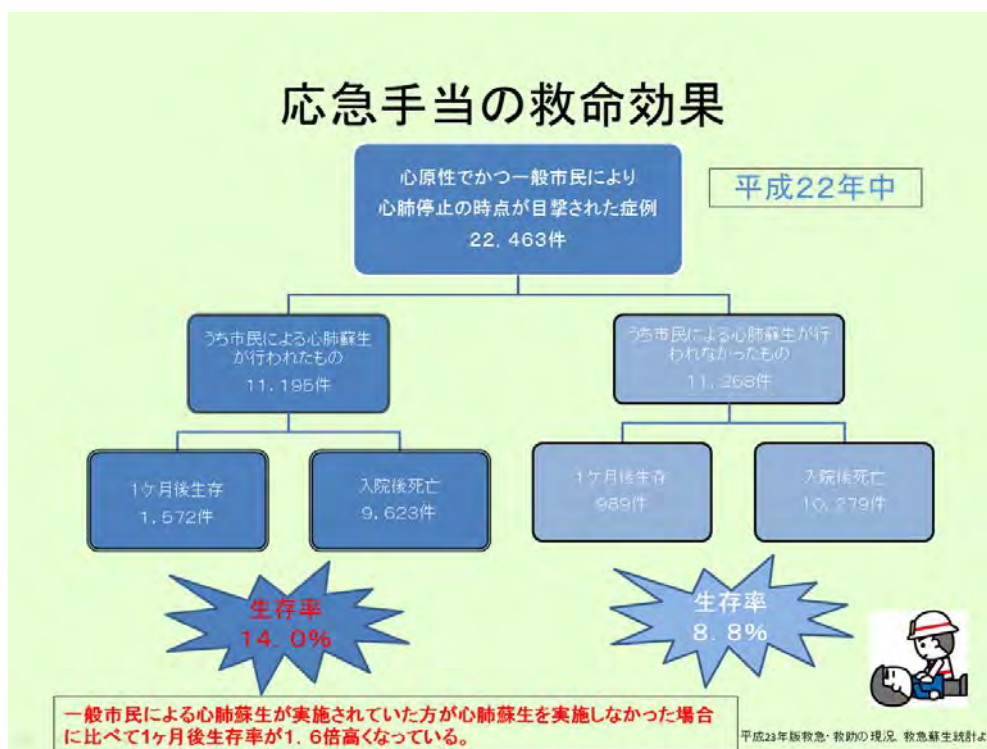 応急手当の救命効果
心原性でかつ一般市民により
心肺停止の時点が目撃された症例
22，463件
平成22年中
うち市民による心肺蘇生
が行われたもの
11，195件
うち市民による心肺蘇生が行
われなかったもの
11，268件
1ケ月後生存
1，572件
入院後死亡
9，623件
1ケ月後生存
989件
入院後死亡
10，279件
生存率
14．0%
生存率
8．8%
一般市民による心肺蘇生が実施されていた方が心肺蘇生を実施しなかった場合
に比べて1ヶ月後生存率が1．6倍高くなっている。
平成23年版救急・救助の現況 救急蘇生統計よ